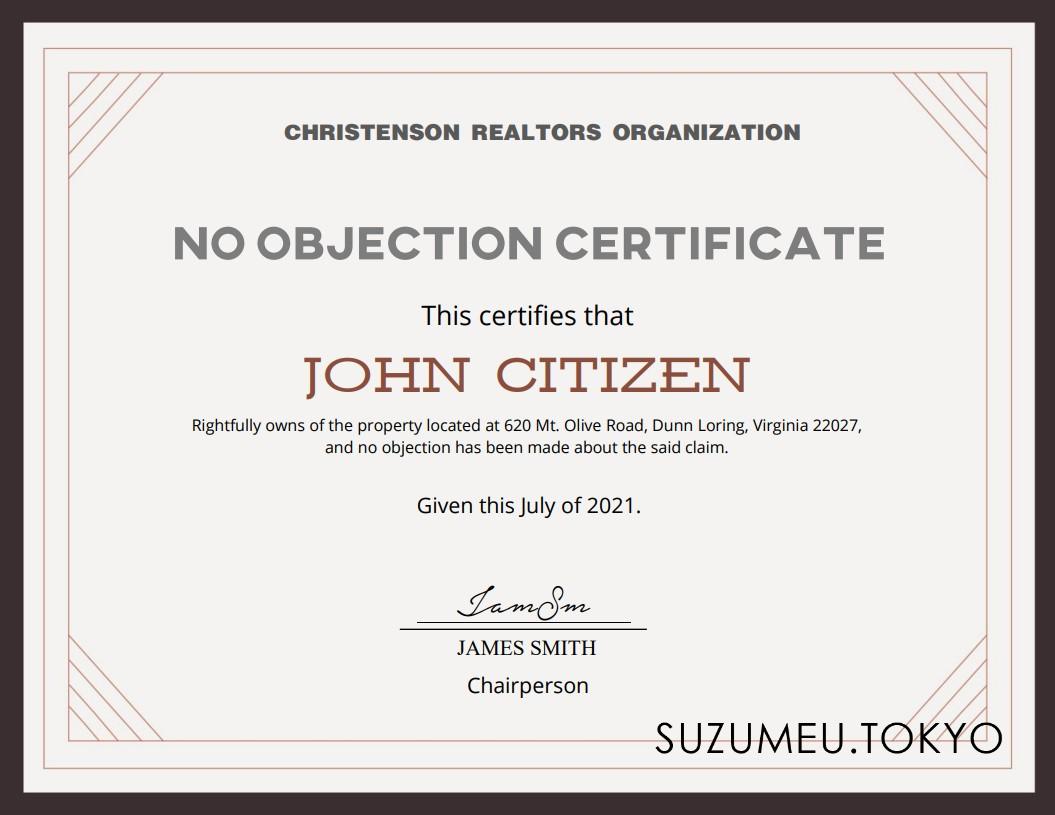 CHRISTENSON REALTORS ORGANIZATION
NO OBJECTION CERTIFICATE
This certifies that
JOHN CITIZEN
Rightfully owns of the property located at 620 Mt. Olive Road, Dunn Loring, Virginia 22027,
and no objection has been made about the said claim.
Given this July of 2021.
JamSm
JAMES SMITH
Chairperson
SUZUMEU.TOKYO